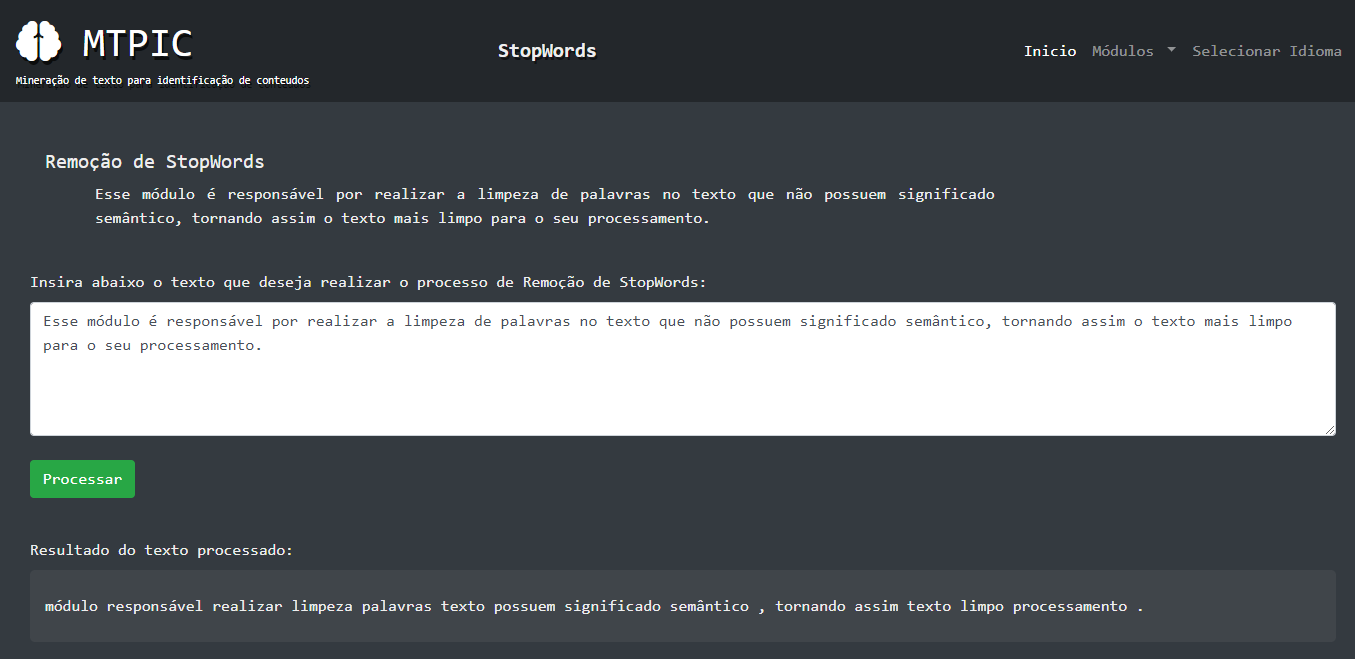 MTPIC
Mineração de texto para identificação de conteudos
StopWords
Inicio Módulos Selecionar Idioma
Remoção de StopWords
Esse módulo é responsável por realizar a limpeza de palavras no texto que não possuem significado
semântico, tornando assim o texto mais limpo para o seu processamento.
Insira abaixo o texto que deseja realizar o processo de Remoção de StopWords:
Esse módulo é responsável por realizar a limpeza de palavras no texto que não possuem significado semântico, tornando assim o texto mais limpo
para o seu processamento.
Processar
Resultado do texto processado:
módulo responsável realizar limpeza palavras texto possuem significado semântico , tornando assim texto limpo processamento .